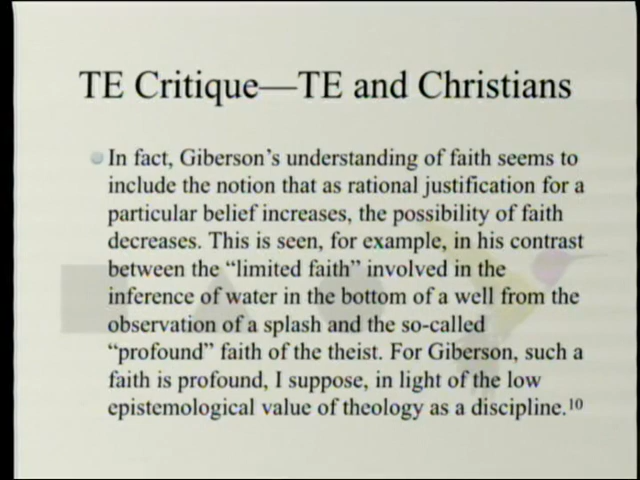 TE Critique—TE and Christians
In fact, Giberson's understanding of faith seems to
include the notion that as rational justification for a
particular belief increases, the possibility of faith
decreases. This is seen, for example, in his contrast
between the “limited faith” involved in the
inference of water in the bottom of a well from the
observation of a splash and the so-called
“profound” faith of the theist. For Giberson, such a
faith is profound, I suppose, in light of the low
epistemological value of theology as a discipline.10